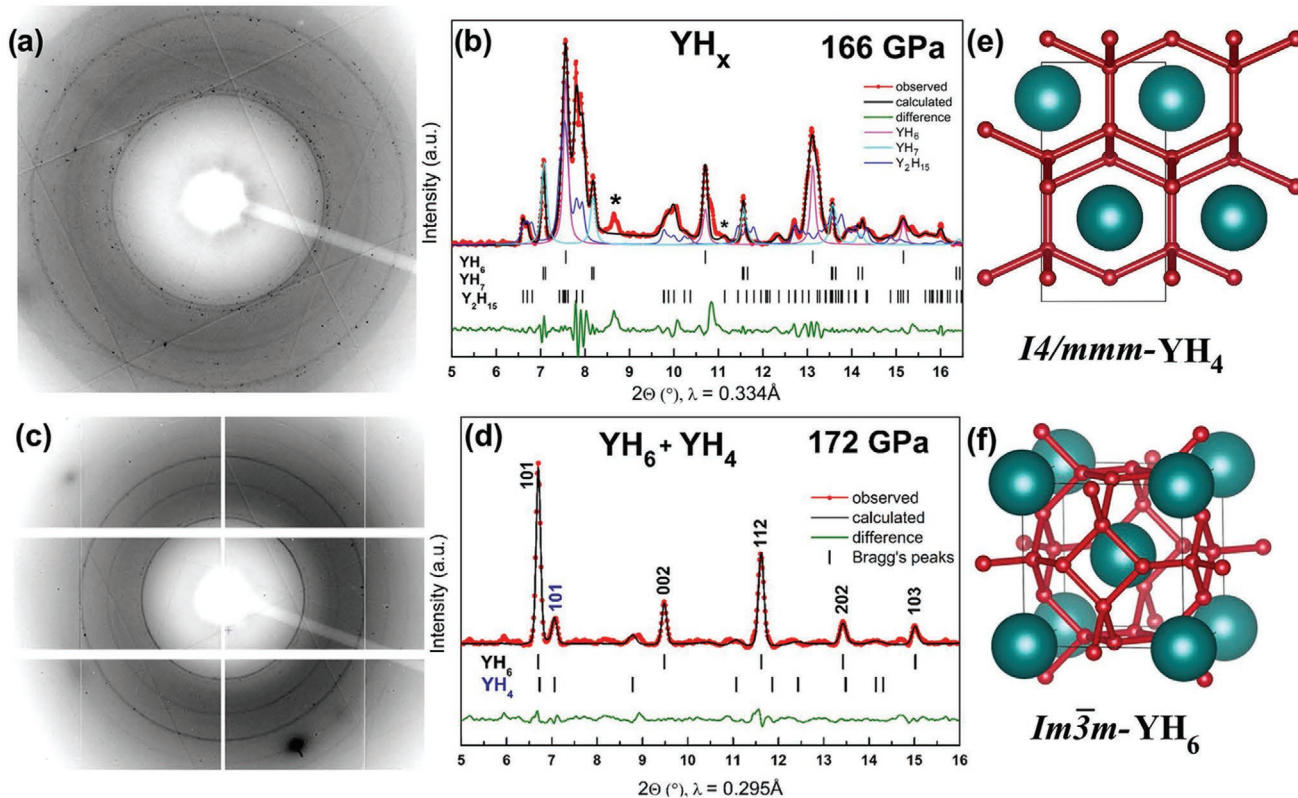 (a)
(b)
YHx
166 GPa
observed
calculated
difference
YH6
YH7
Y2H15
*
*
Intensity (a.u.)
YH6
YH7
Y2H15
5 6 7 8 9 10 11 12 13 14 15 16
2Θ (°), λ = 0.334Å
(e)
I4/mmm-YH4
(c)
(d)
YH6 + YH4
172 GPa
observed
calculated
difference
Bragg's peaks
101
101
002
112
202
103
Intensity (a.u.)
YH6
YH4
5 6 7 8 9 10 11 12 13 14 15 16
2Θ (°), λ = 0.295Å
(f)
Im3̅m-YH6